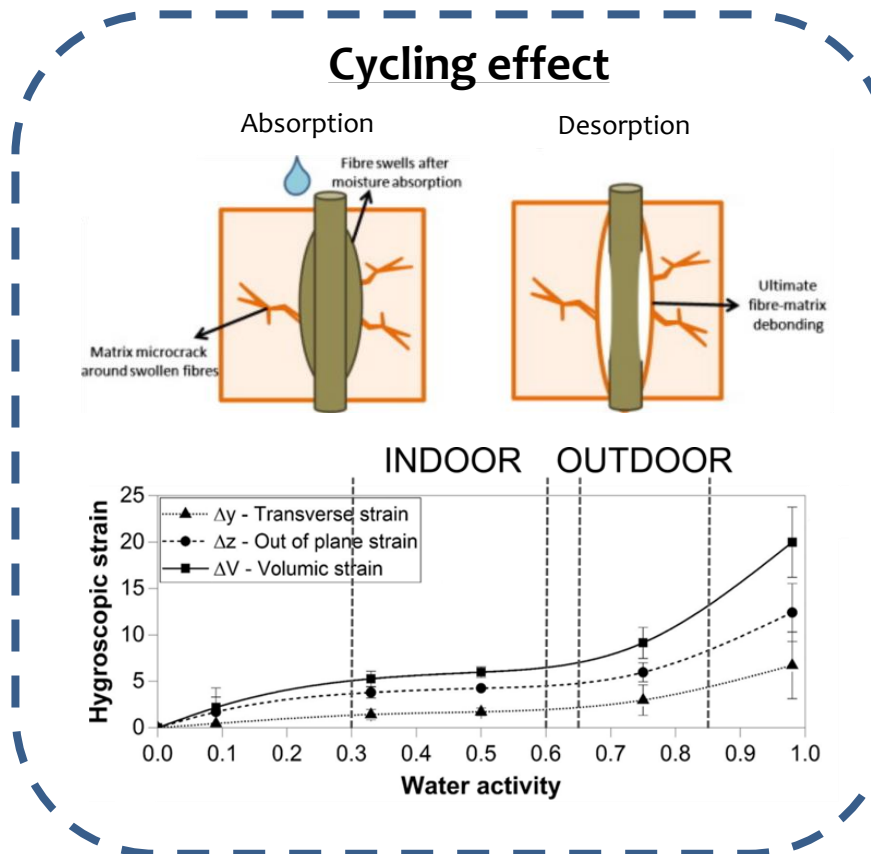 Cycling effect
Absorption
Desorption
Fibre swells after
moisture absorption
Matrix microcrack
around swollen fibres
Ultimate
fibre-matrix
debonding
INDOOR
OUTDOOR
Δy - Transverse strain
Δz - Out of plane strain
ΔV - Volumic strain
Hygroscopic strain
25
20
15
10
5
0
0.0 0.1 0.2 0.3 0.4 0.5 0.6 0.7 0.8 0.9 1.0
Water activity